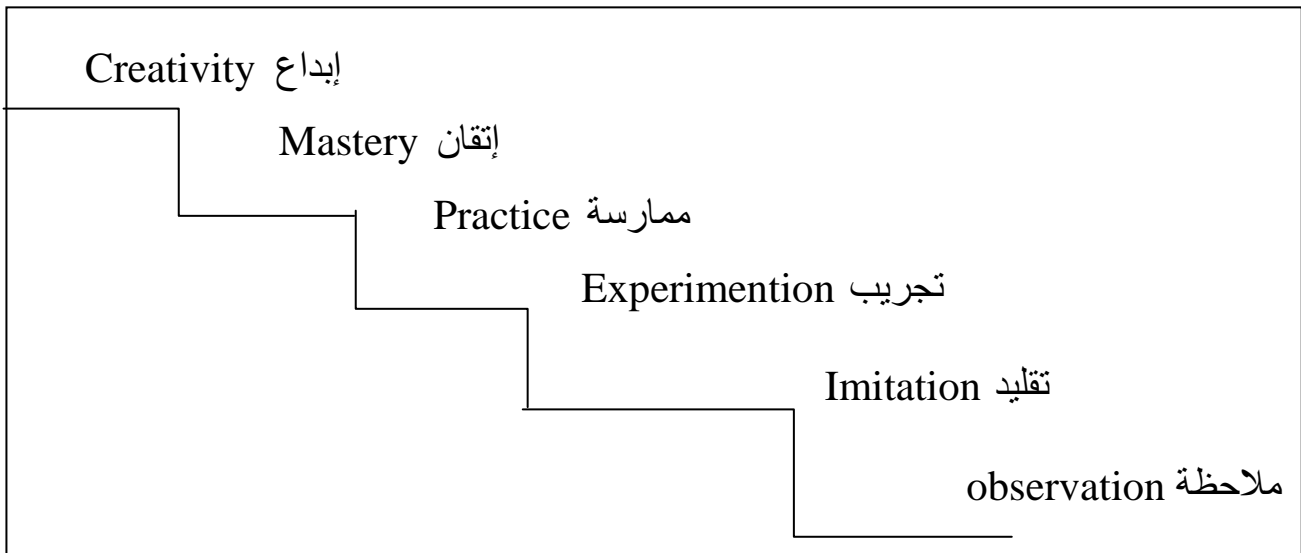 إبداع Creativity
إتقان Mastery
ممارسة Practice
تجريب Experimention
تقليد Imitation
ملاحظة observation